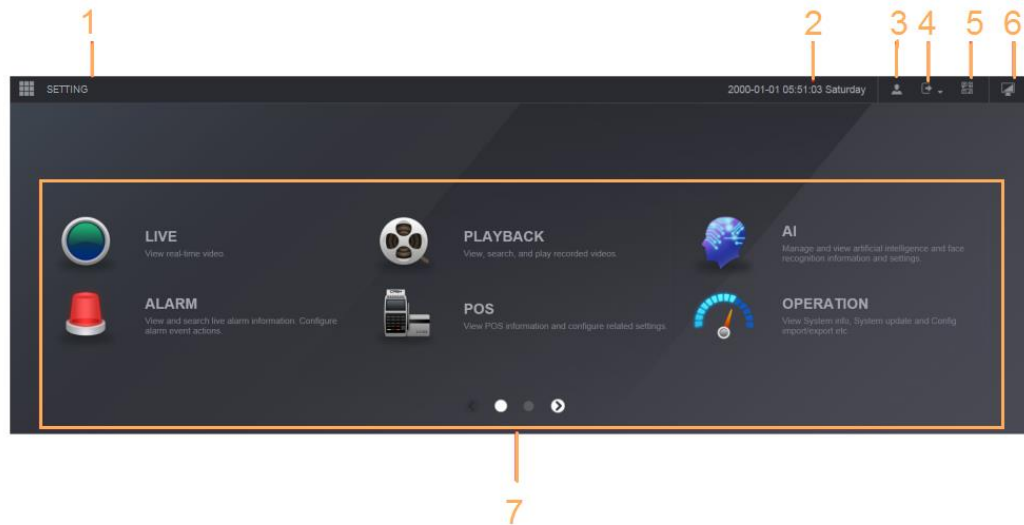 1
2
3
4
5
6
SETTING
2000-01-01 05:51:03 Saturday
LIVE
View real-time video.
PLAYBACK
View, search, and play recorded videos.
AI
Manage and view artificial intelligence and face
recognition information and settings.
ALARM
View and search live alarm information. Configure
alarm event actions.
POS
View POS information and configure related settings.
OPERATION
View System info, System update and Config
import/export etc.
7